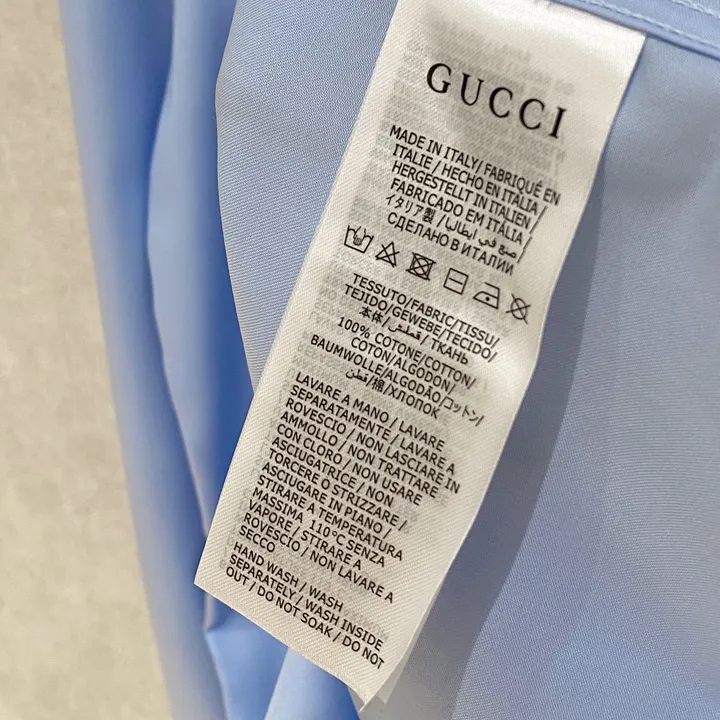 GUCCI
MADE IN ITALY/ FABRIQUÉ EN
ITALIE / HECHO EN ITALIA /
HERGESTELLT IN ITALIEN /
FABRICADO EM ITÁLIA /
イタリア製 / صنع في ايطاليا /
СДЕЛАНО В ИТАЛИИ
TESSUTO/FABRIC/TISSU/
TEJIDO/GEWEBE/TECIDO/
本体/ قماش / ТКАНЬ
100% COTONE/COTTON/
COTON/ALGODON/
BAUMWOLLE/ALGODÃO/コットン/
قطن/棉/ХЛОПОК
LAVARE A MANO / LAVARE
SEPARATAMENTE / LAVARE A
ROVESCIO / NON LASCIARE IN
AMMOLLO / NON TRATTARE
CON CLORO / NON USARE
ASCIUGATRICE / NON
TORCERE O STRIZZARE /
ASCIUGARE IN PIANO /
STIRARE A TEMPERATURA
MASSIMA 110°C SENZA
VAPORE / STIRARE A
ROVESCIO / NON LAVARE A
SECCO
HAND WASH / WASH
SEPARATELY / WASH INSIDE
OUT / DO NOT SOAK / DO NOT